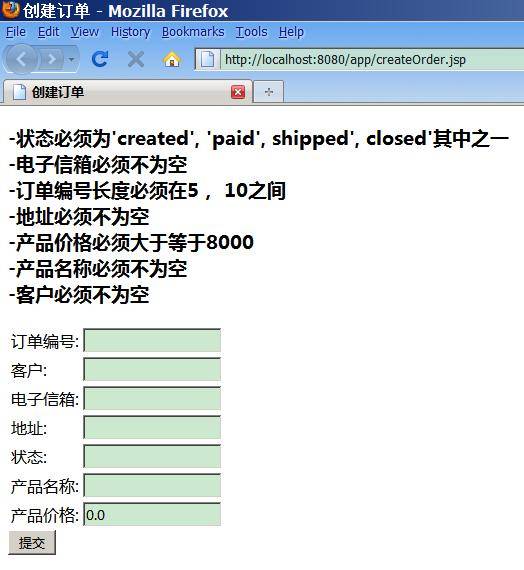 创建订单 - Mozilla Firefox
File Edit View History Bookmarks Tools Help
http://localhost:8080/app/createOrder.jsp
创建订单
-状态必须为'created', 'paid', shipped', closed'其中之一
-电子信箱必须不为空
-订单编号长度必须在5 ，10之间
-地址必须不为空
-产品价格必须大于等于8000
-产品名称必须不为空
-客户必须不为空
订单编号:
客户:
电子信箱:
地址:
状态:
产品名称:
产品价格: 0.0
提交